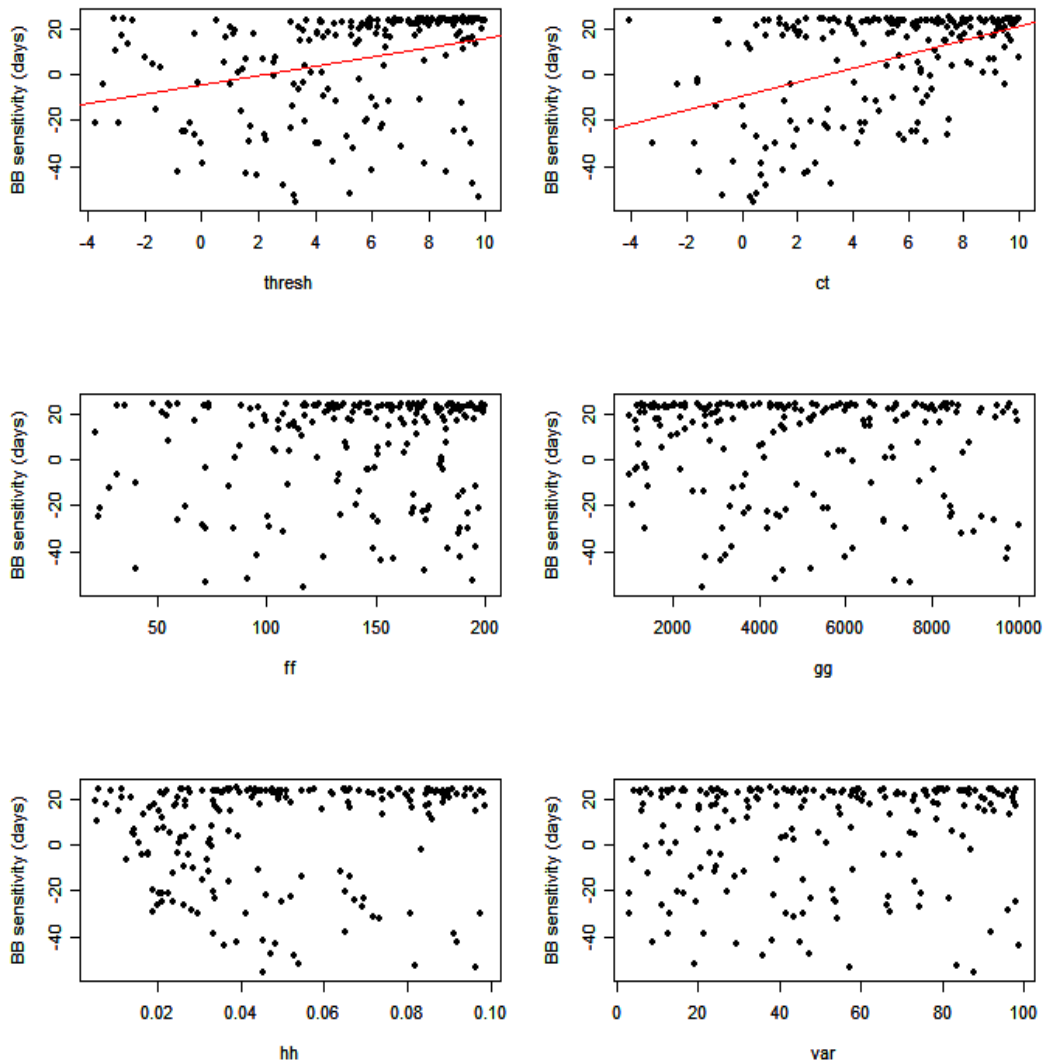 BB sensitivity (days)
20
0
-20
-40
-4 -2 0 2 4 6 8 10
thresh
BB sensitivity (days)
20
0
-20
-40
-4 -2 0 2 4 6 8 10
ct
BB sensitivity (days)
20
0
-20
-40
50 100 150 200
ff
BB sensitivity (days)
20
0
-20
-40
2000 4000 6000 8000 10000
gg
BB sensitivity (days)
20
0
-20
-40
0.02 0.04 0.06 0.08 0.10
hh
BB sensitivity (days)
20
0
-20
-40
0 20 40 60 80 100
var